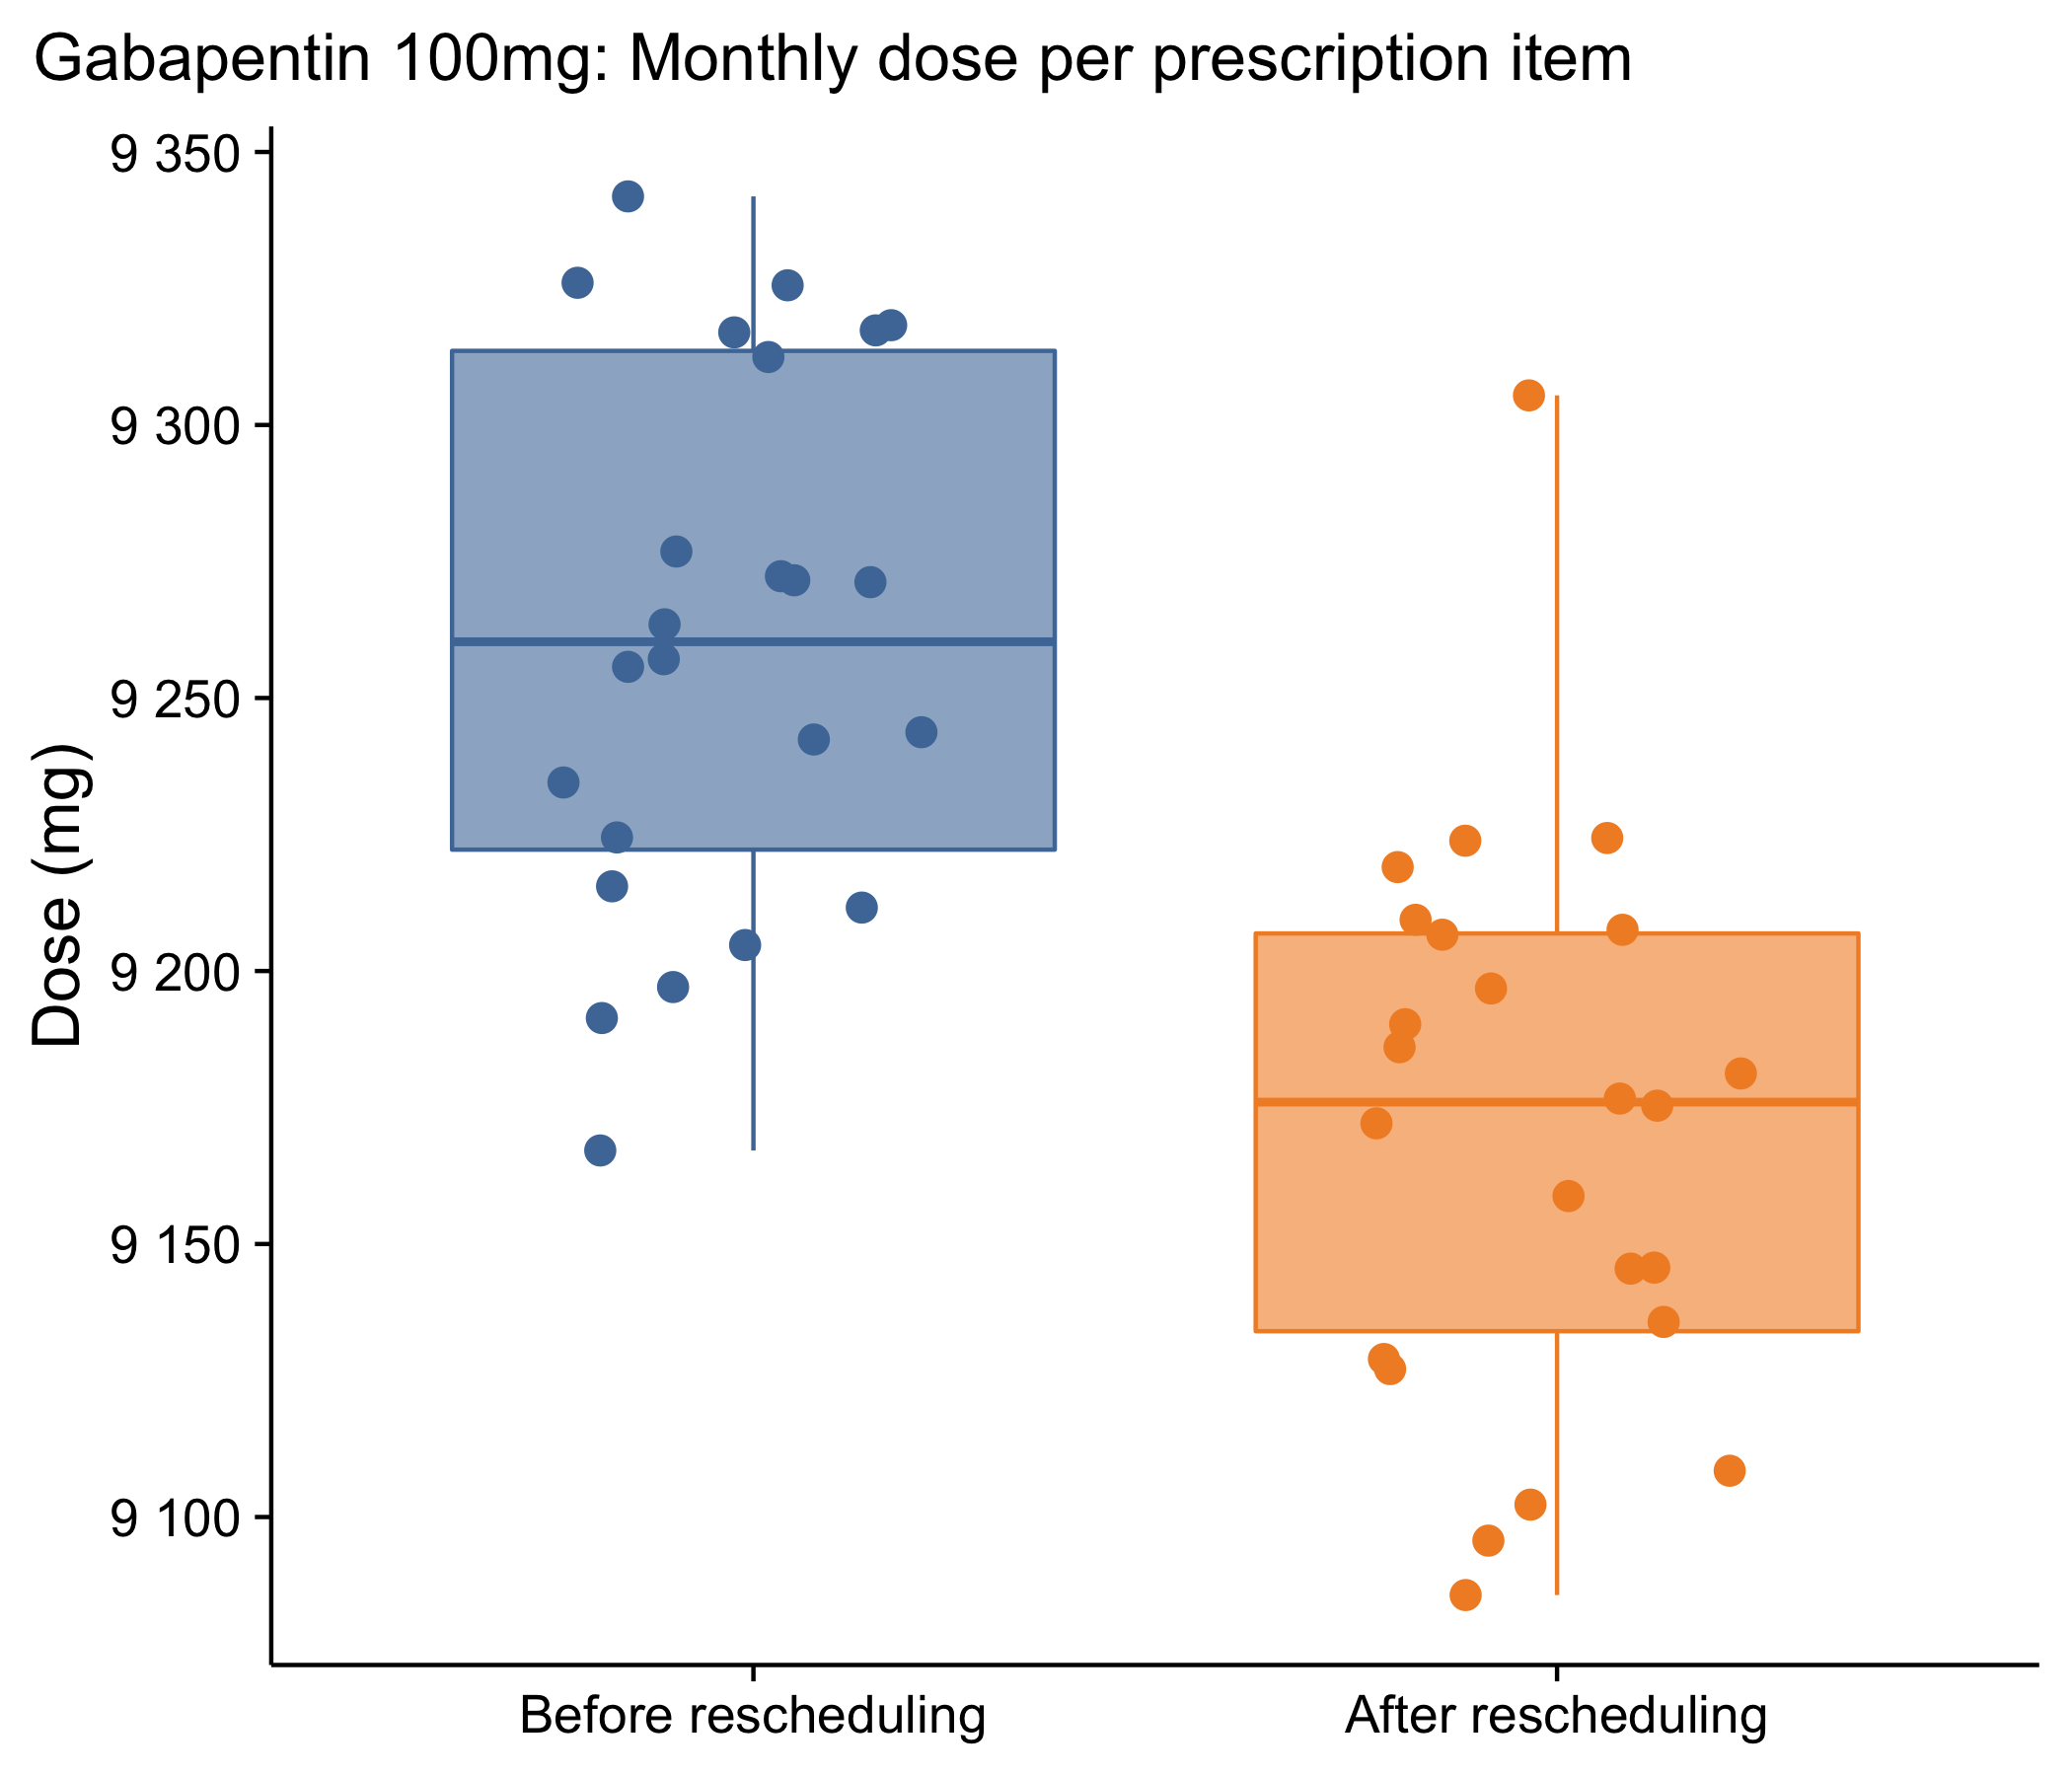 Gabapentin 100mg: Monthly dose per prescription item
9 350
9 300
9 250
9 200
9 150
9 100
Dose (mg)
Before rescheduling
After rescheduling